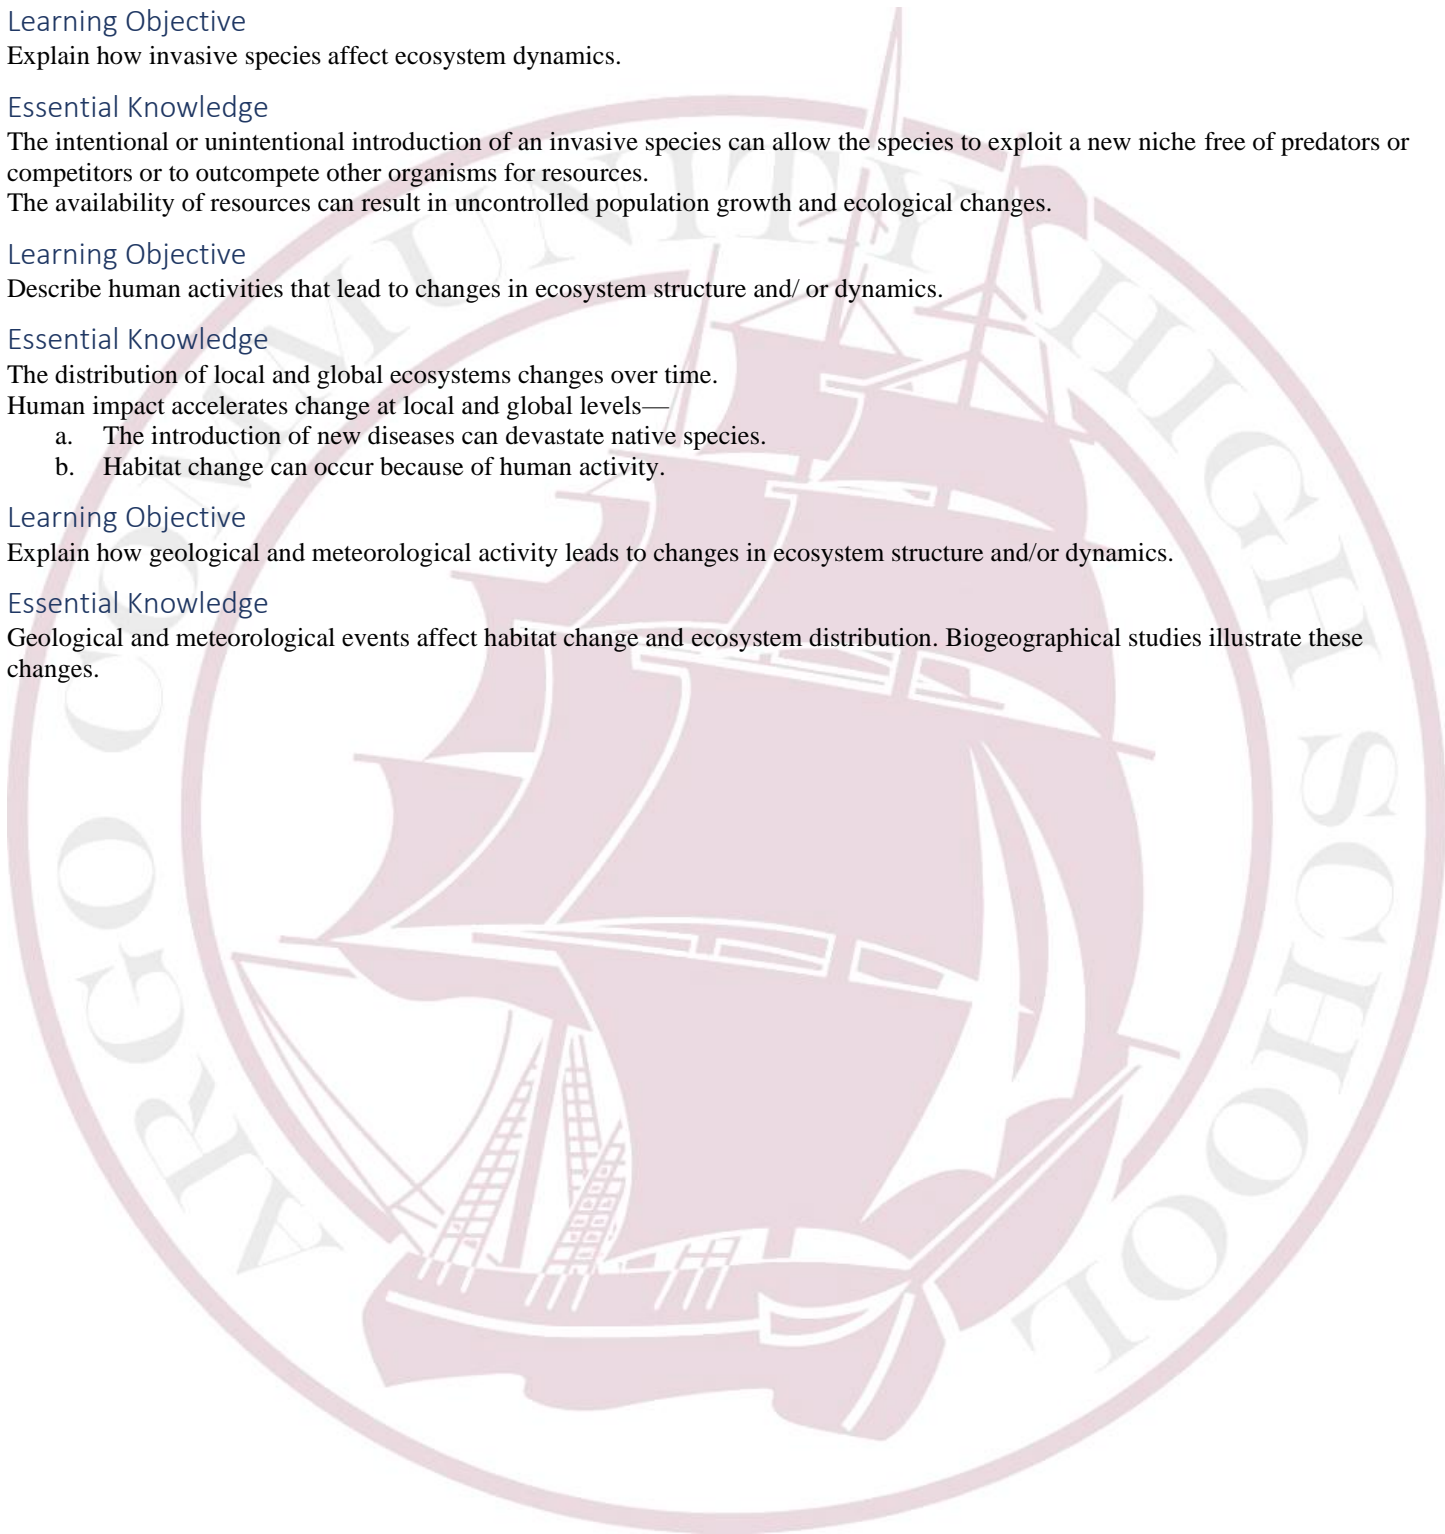 Learning Objective
Explain how invasive species affect ecosystem dynamics.
Essential Knowledge
The intentional or unintentional introduction of an invasive species can allow the species to exploit a new niche free of predators or
competitors or to outcompete other organisms for resources.
The availability of resources can result in uncontrolled population growth and ecological changes.
Learning Objective
Describe human activities that lead to changes in ecosystem structure and/ or dynamics.
Essential Knowledge
The distribution of local and global ecosystems changes over time.
Human impact accelerates change at local and global levels—
a. The introduction of new diseases can devastate native species.
b. Habitat change can occur because of human activity.
Learning Objective
Explain how geological and meteorological activity leads to changes in ecosystem structure and/or dynamics.
Essential Knowledge
Geological and meteorological events affect habitat change and ecosystem distribution. Biogeographical studies illustrate these
changes.
ARGO COMMUNITY HIGH SCHOOL